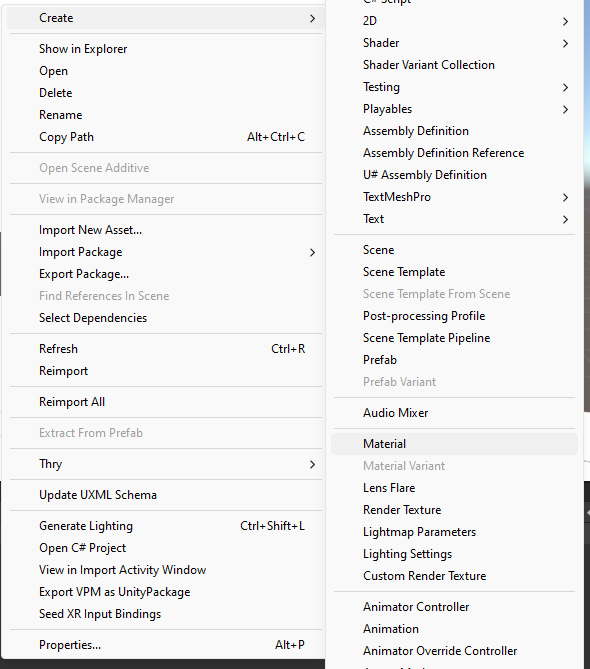 Create
Show in Explorer
Open
Delete
Rename
Copy Path Alt+Ctrl+C
Open Scene Additive
View in Package Manager
Import New Asset...
Import Package
Export Package...
Find References In Scene
Select Dependencies
Refresh Ctrl+R
Reimport
Reimport All
Extract From Prefab
Thry
Update UXML Schema
Generate Lighting Ctrl+Shift+L
Open C# Project
View in Import Activity Window
Export VPM as UnityPackage
Seed XR Input Bindings
Properties... Alt+P
C# Script
2D
Shader
Shader Variant Collection
Testing
Playables
Assembly Definition
Assembly Definition Reference
U# Assembly Definition
TextMeshPro
Text
Scene
Scene Template
Scene Template From Scene
Post-processing Profile
Scene Template Pipeline
Prefab
Prefab Variant
Audio Mixer
Material
Material Variant
Lens Flare
Render Texture
Lightmap Parameters
Lighting Settings
Custom Render Texture
Animator Controller
Animation
Animator Override Controller